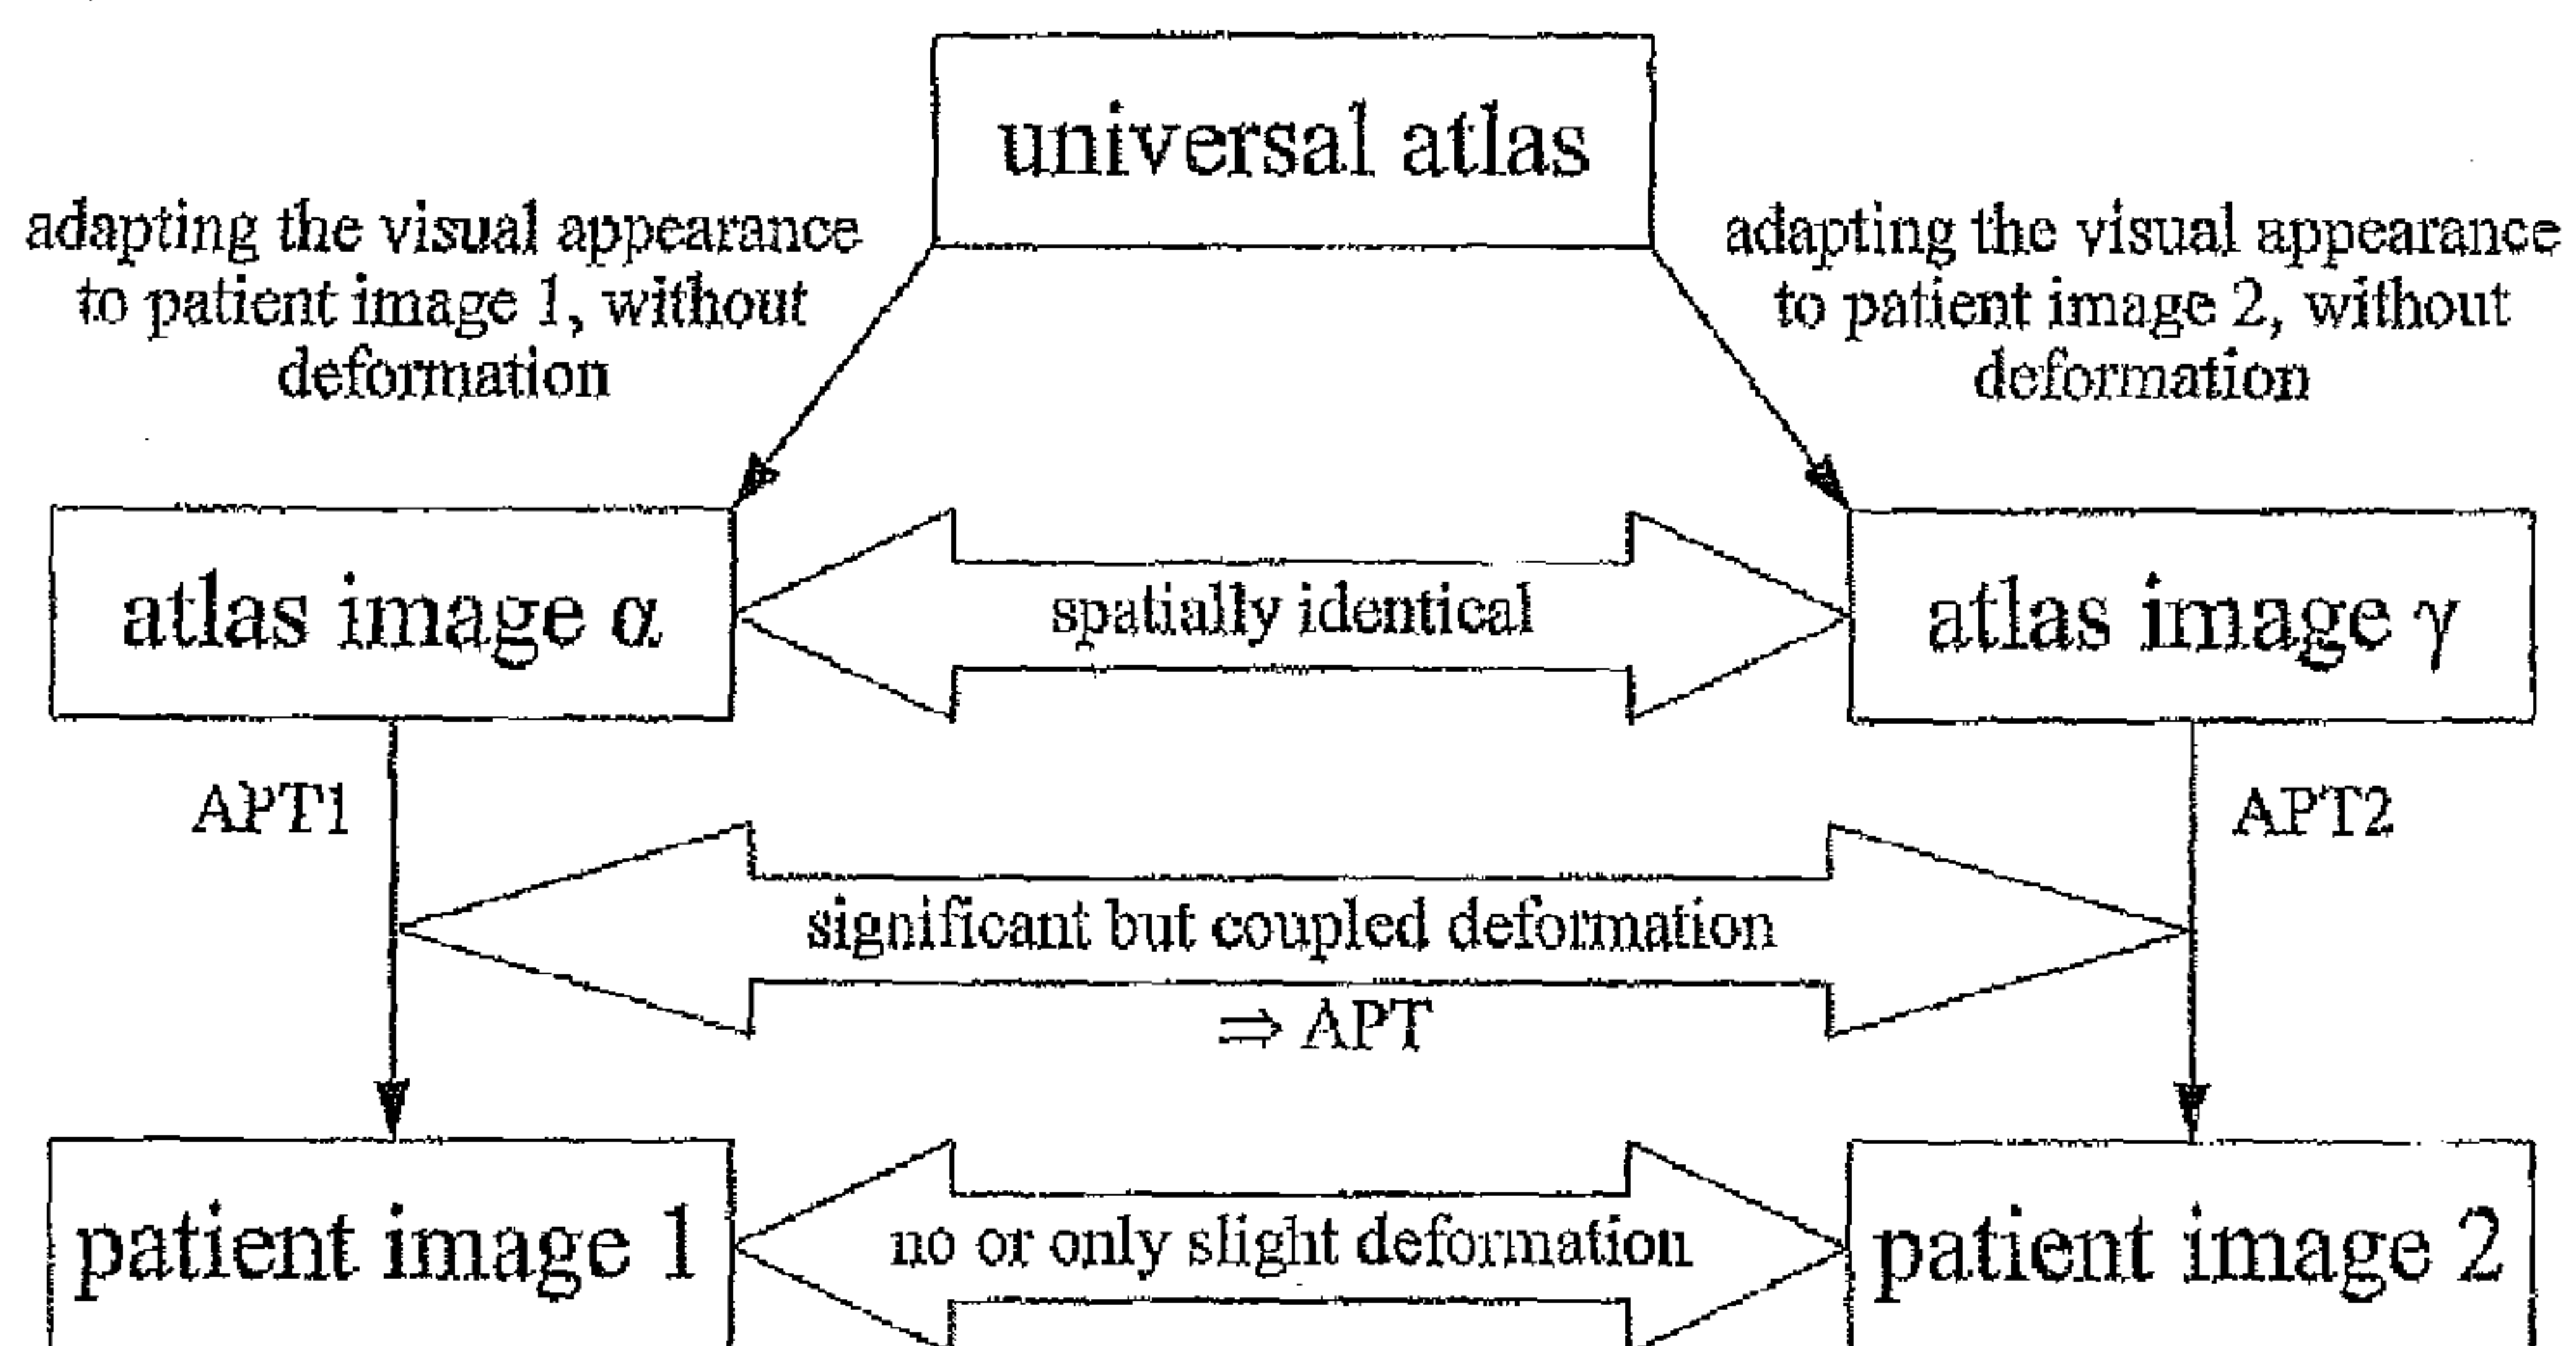 universal atlas
adapting the visual appearance
to patient image 1, without
deformation
adapting the visual appearance
to patient image 2, without
deformation
atlas image α
spatially identical
atlas image γ
APT1
APT2
significant but coupled deformation
⇒ APT
patient image 1
no or only slight deformation
patient image 2